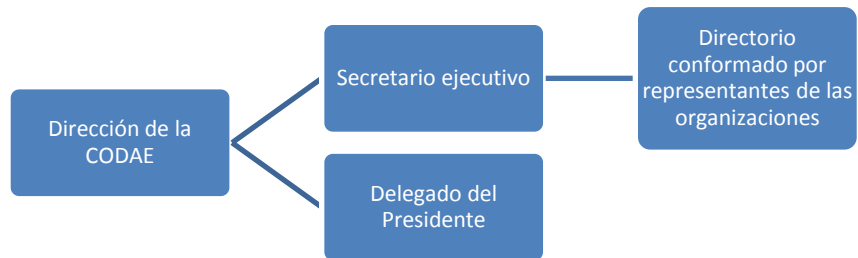 Dirección de la
CODAE
Secretario ejecutivo
Delegado del
Presidente
Directorio
conformado por
representantes de las
organizaciones